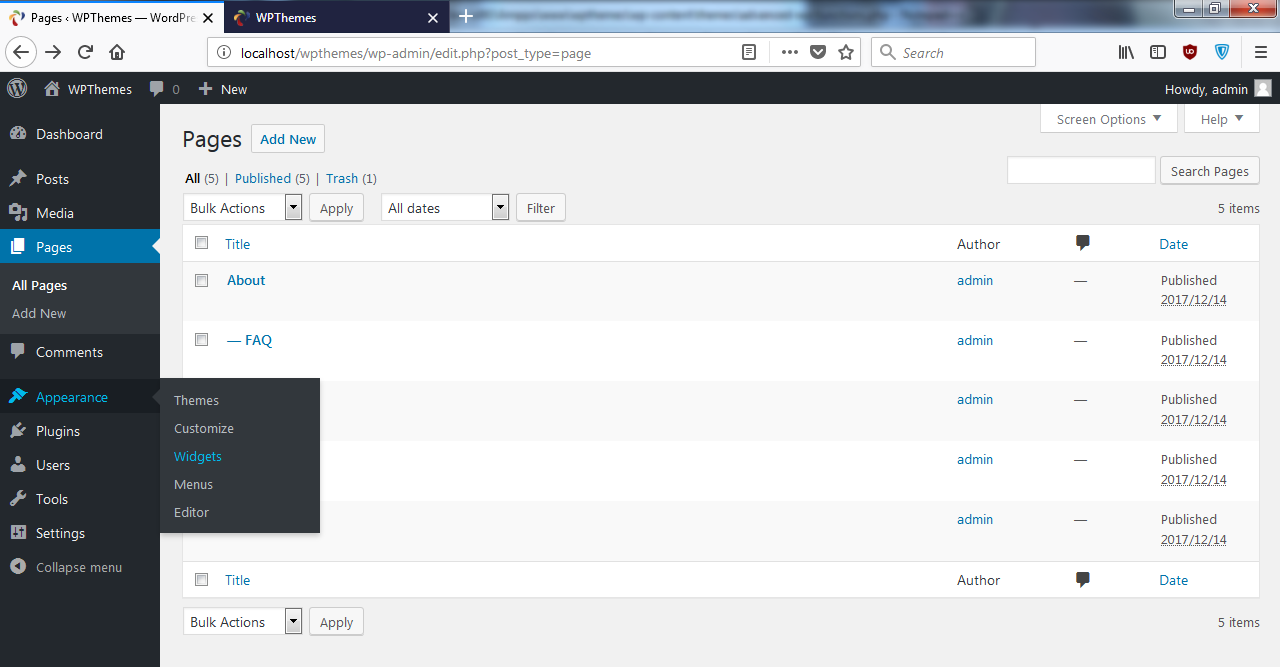 Pages ‹ WPThemes — WordPre
WPThemes
localhost/wpthemes/wp-admin/edit.php?post_type=page
Search
WPThemes
0
New
Howdy, admin
Dashboard
Posts
Media
Pages
All Pages
Add New
Comments
Appearance
Plugins
Users
Tools
Settings
Collapse menu
Themes
Customize
Widgets
Menus
Editor
Screen Options
Help
Pages
Add New
All (5) | Published (5) | Trash (1)
Search Pages
Bulk Actions
Apply
All dates
Filter
5 items
Title
Author
Date
About
admin
—
Published
2017/12/14
— FAQ
admin
—
Published
2017/12/14
admin
—
Published
2017/12/14
admin
—
Published
2017/12/14
admin
—
Published
2017/12/14
Title
Author
Date
Bulk Actions
Apply
5 items